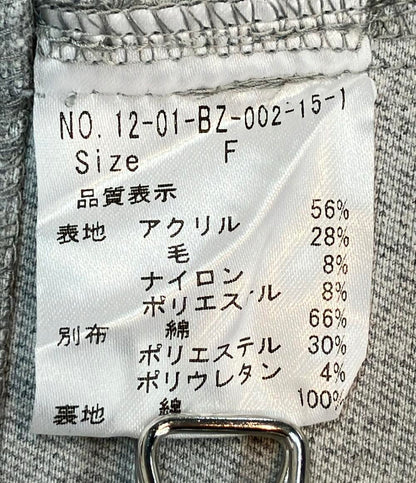 NO. 12-01-BZ-002-15-1
Size F
品質表示
表地 アクリル 56%
毛 28%
ナイロン 8%
ポリエステル 8%
別布 綿 66%
ポリエステル 30%
ポリウレタン 4%
裏地 綿 100%